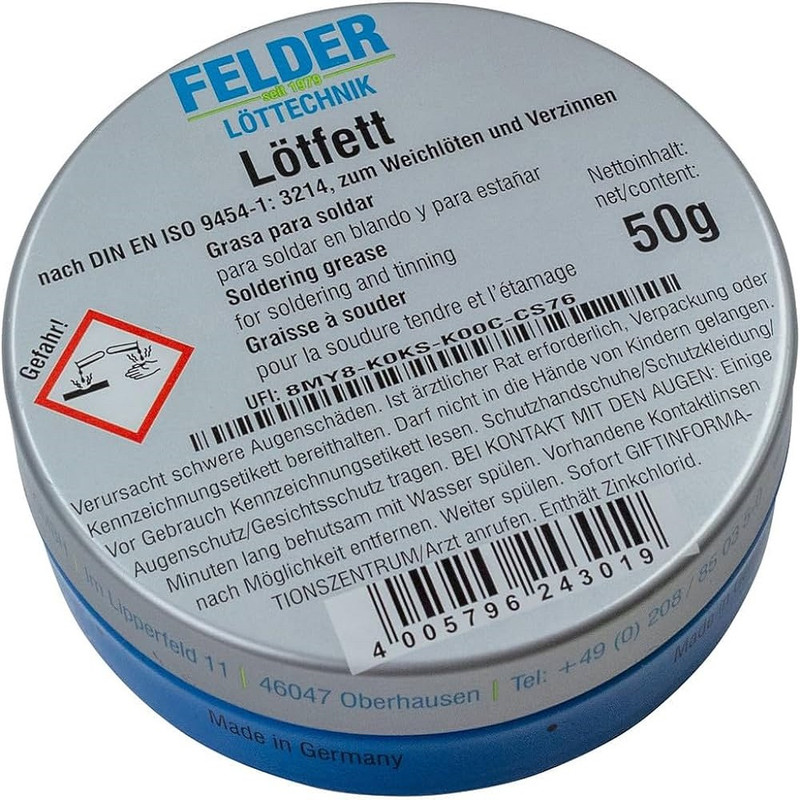 FELDER
seit 1979
LÖTTECHNIK
Lötfett
nach DIN EN ISO 9454-1: 3214, zum Weichlöten und Verzinnen
Grasa para soldar
para soldar en blando y para estañar
Soldering grease
for soldering and tinning
Graisse à souder
pour la soudure tendre et l'étamage
Nettoinhalt:
net/content:
50g
Gefahr!
UFI: 8MY8-K0KS-K00C-CS76
Verursacht schwere Augenschäden. Ist ärztlicher Rat erforderlich, Verpackung oder
Kennzeichnungsetikett bereithalten. Darf nicht in die Hände von Kindern gelangen.
Vor Gebrauch Kennzeichnungsetikett lesen. Schutzhandschuhe/Schutzkleidung/
Augenschutz/Gesichtsschutz tragen. BEI KONTAKT MIT DEN AUGEN: Einige
Minuten lang behutsam mit Wasser spülen. Vorhandene Kontaktlinsen
nach Möglichkeit entfernen. Weiter spülen. Sofort GIFTINFORMA-
TIONSZENTRUM/Arzt anrufen. Enthält Zinkchlorid.
4 005796 243019
Im Lipperfeld 11 | 46047 Oberhausen | Tel: +49 (0) 208 / 85 03 5-0
Made in Germany
Made in